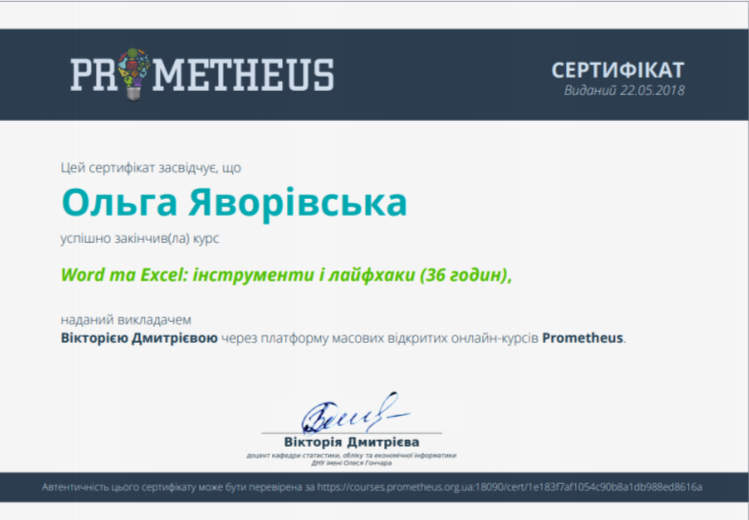 PROMETHEUS
СЕРТИФІКАТ
Виданий 22.05.2018
Цей сертифікат засвідчує, що
Ольга Яворівська
успішно закінчив(ла) курс
Word та Excel: інструменти і лайфхаки (36 годин),
наданий викладачем
Вікторією Дмитрієвою через платформу масових відкритих онлайн-курсів Prometheus.
Вікторія Дмитрієва
доцент кафедри статистики, обліку та економічної інформатики
ДНУ імені Олеся Гончара
Автентичність цього сертифікату може бути перевірена за https://courses.prometheus.org.ua:18090/cert/1e183f7af1054c90b8a1db988ed8616a